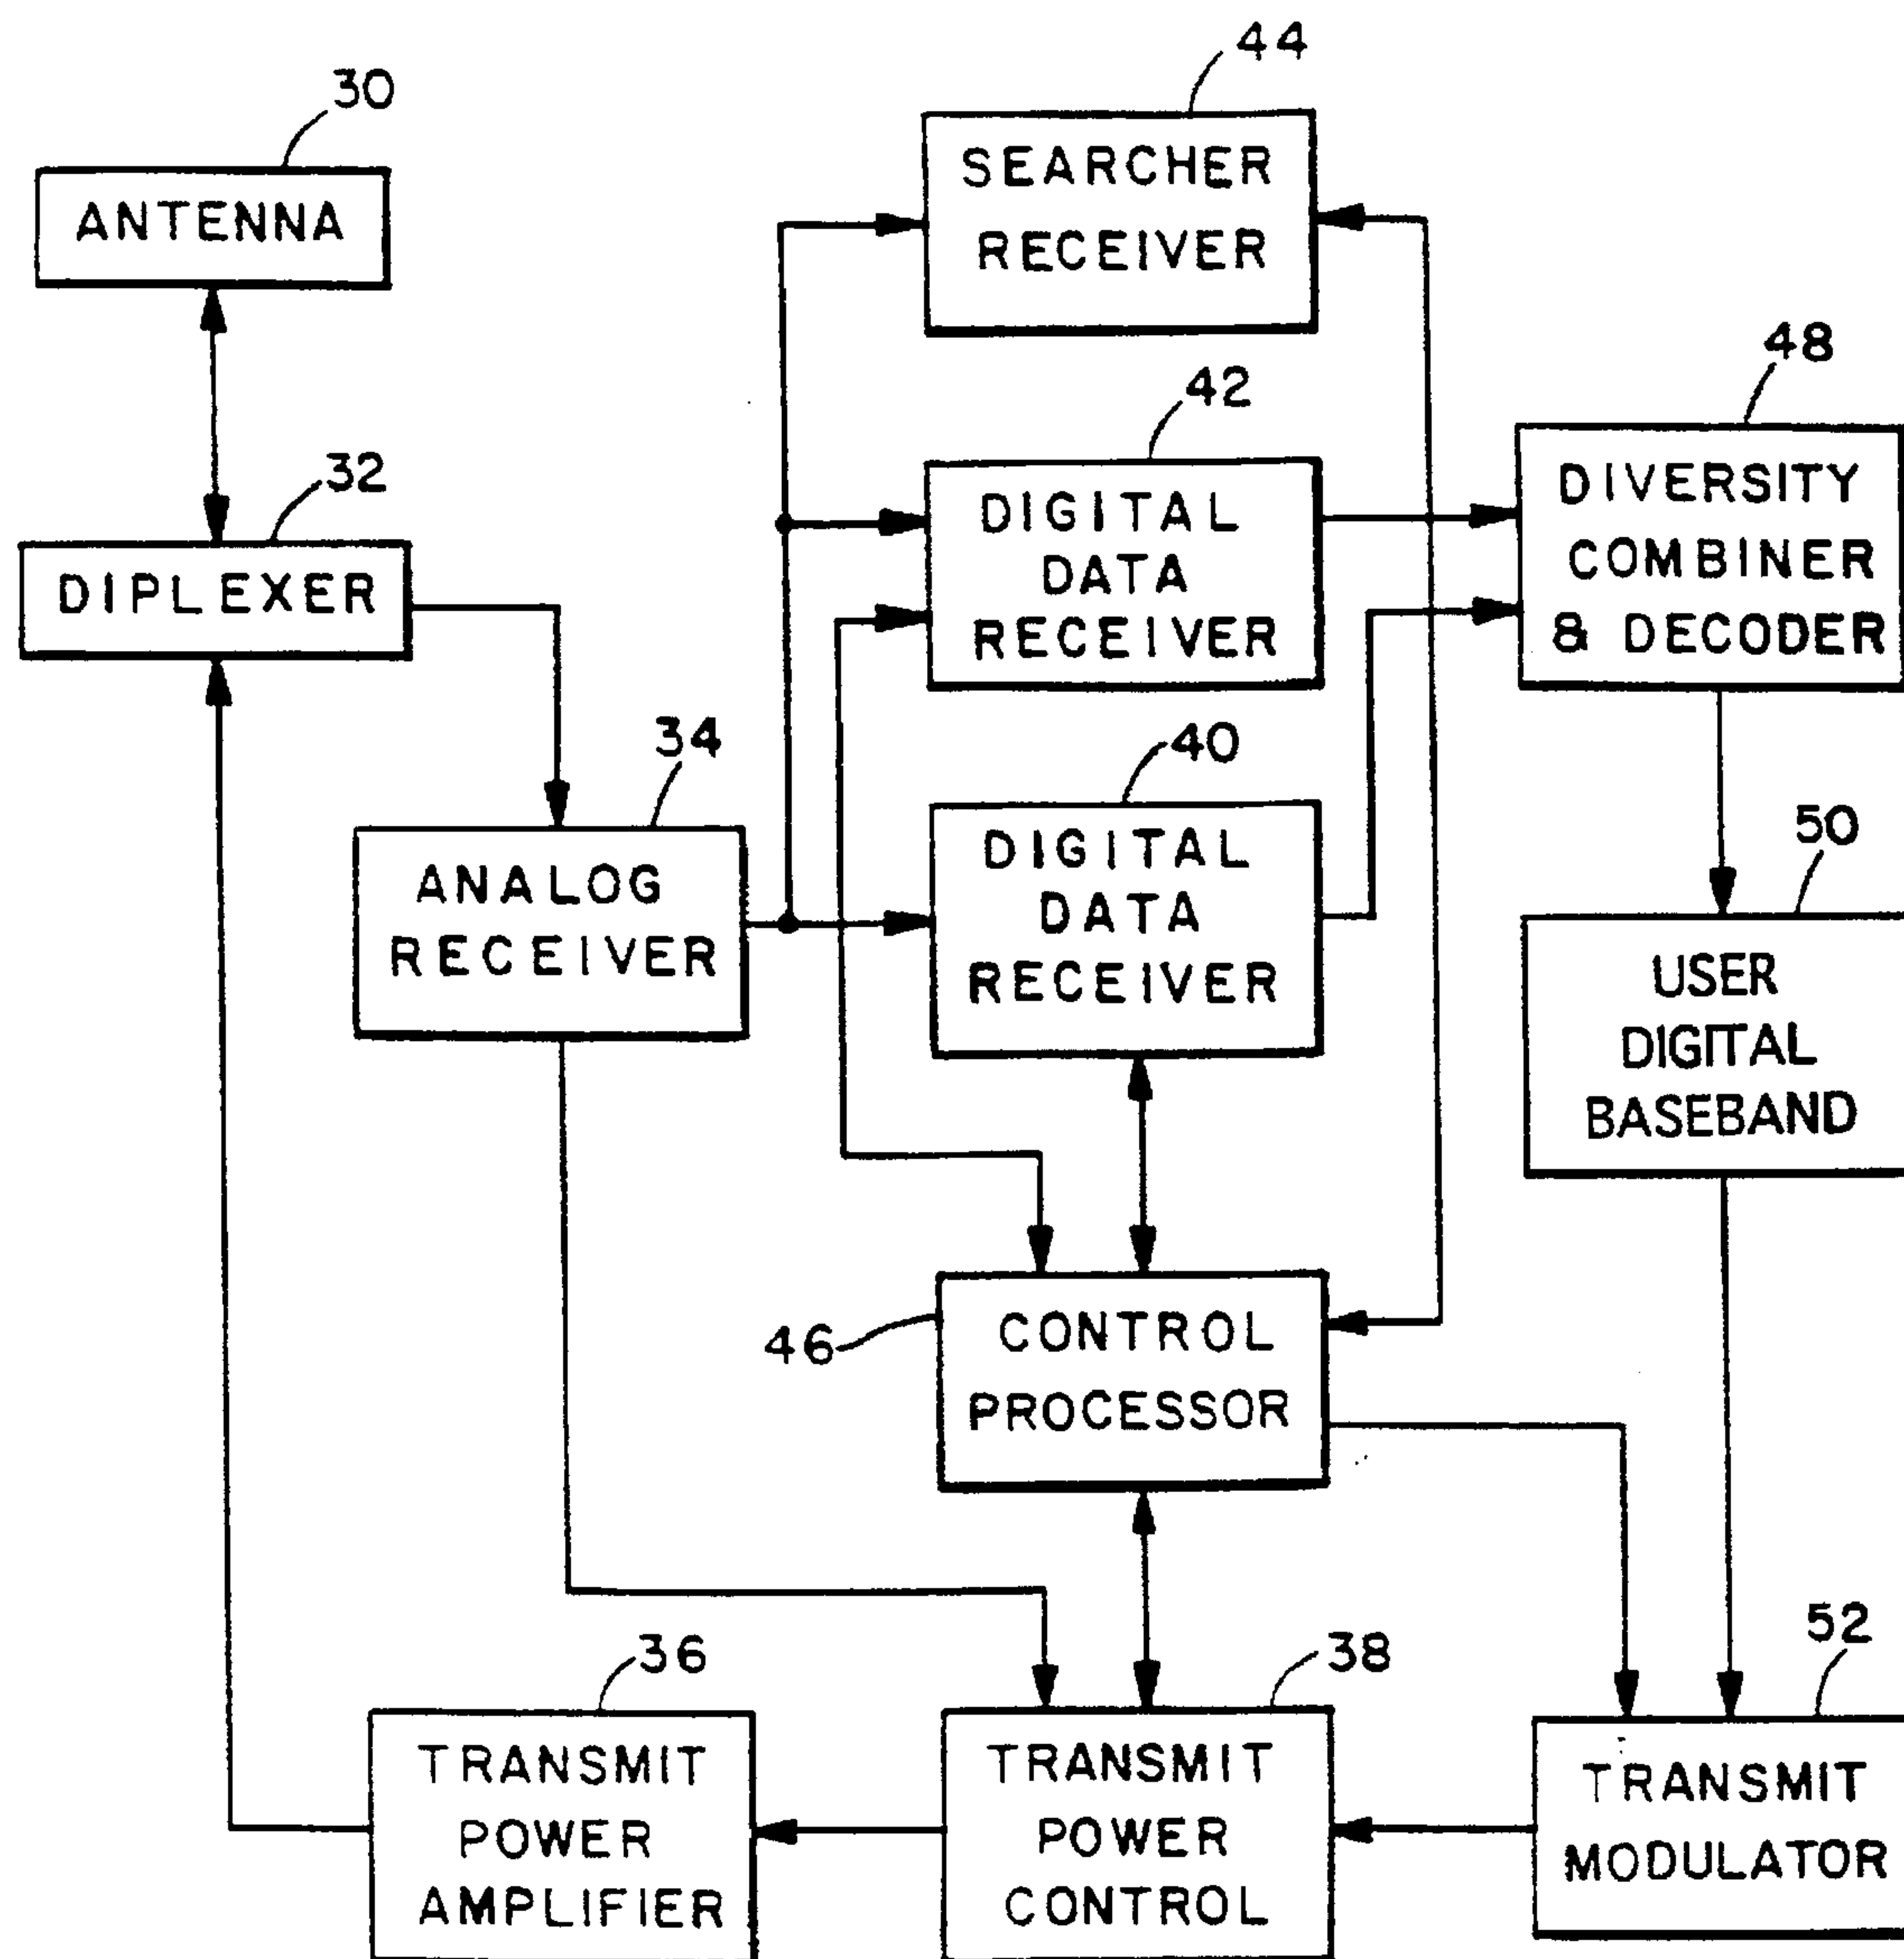 44
30
SEARCHER
RECEIVER
ANTENNA
42
48
32
DIGITAL
DATA
RECEIVER
DIVERSITY
COMBINER
& DECODER
DIPLEXER
34
40
50
ANALOG
RECEIVER
DIGITAL
DATA
RECEIVER
USER
DIGITAL
BASEBAND
46
CONTROL
PROCESSOR
36
38
52
TRANSMIT
POWER
AMPLIFIER
TRANSMIT
POWER
CONTROL
TRANSMIT
MODULATOR